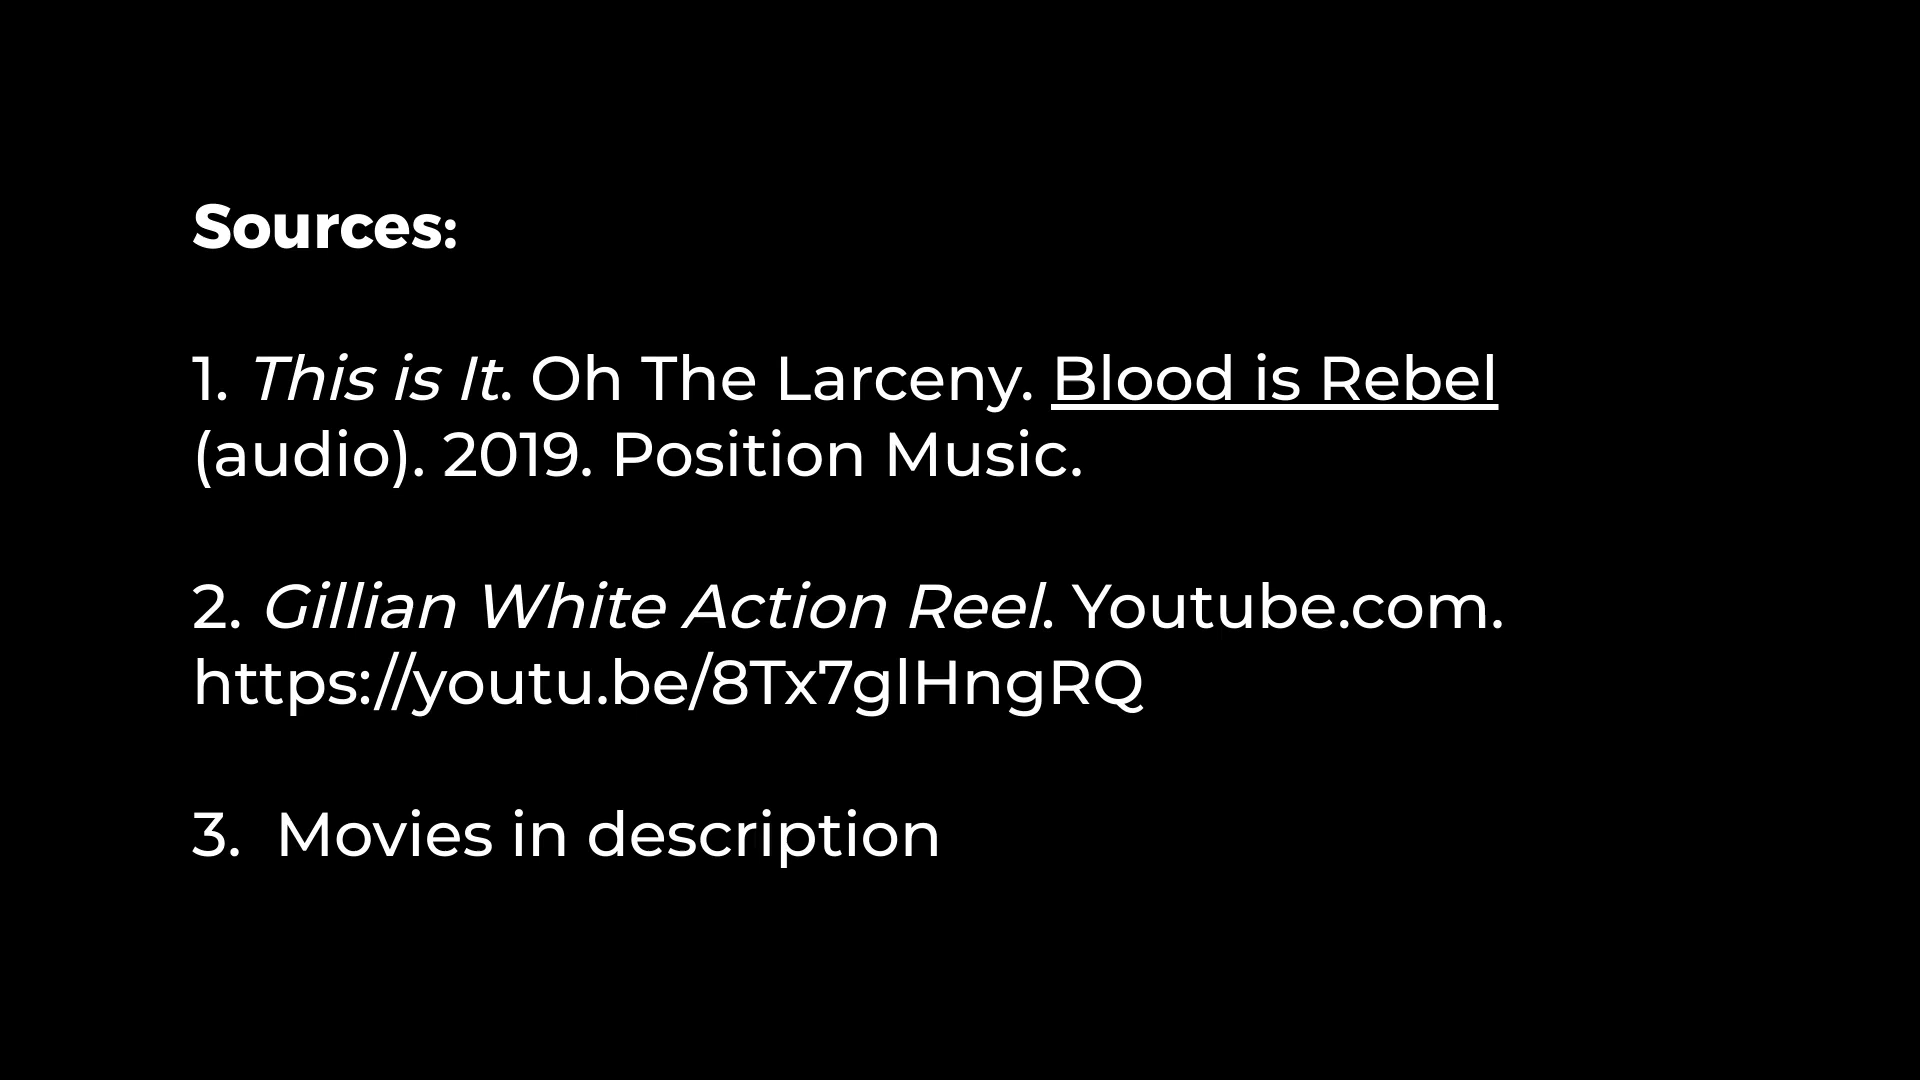 Sources:
1. This is It. Oh The Larceny. Blood is Rebel
(audio). 2019. Position Music.
2. Gillian White Action Reel. Youtube.com.
https://youtu.be/8Tx7glHngRQ
3. Movies in description